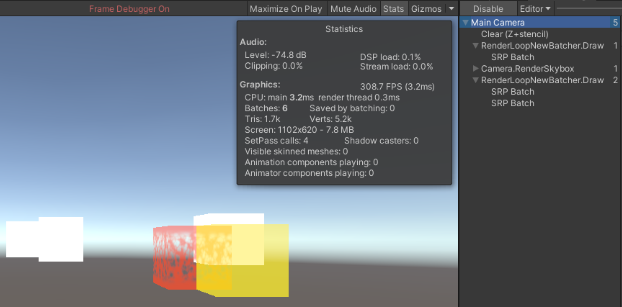 Frame Debugger On
Maximize On Play Mute Audio Stats Gizmos
Disable Editor
Statistics
Audio:
Level: -74.8 dB DSP load: 0.1%
Clipping: 0.0% Stream load: 0.0%
Graphics: 308.7 FPS (3.2ms)
CPU: main 3.2ms render thread 0.3ms
Batches: 6 Saved by batching: 0
Tris: 1.7k Verts: 5.2k
Screen: 1102x620 - 7.8 MB
SetPass calls: 4 Shadow casters: 0
Visible skinned meshes: 0
Animation components playing: 0
Animator components playing: 0
Main Camera 5
Clear (Z+stencil)
RenderLoopNewBatcher.Draw 1
SRP Batch
Camera.RenderSkybox 1
RenderLoopNewBatcher.Draw 2
SRP Batch
SRP Batch